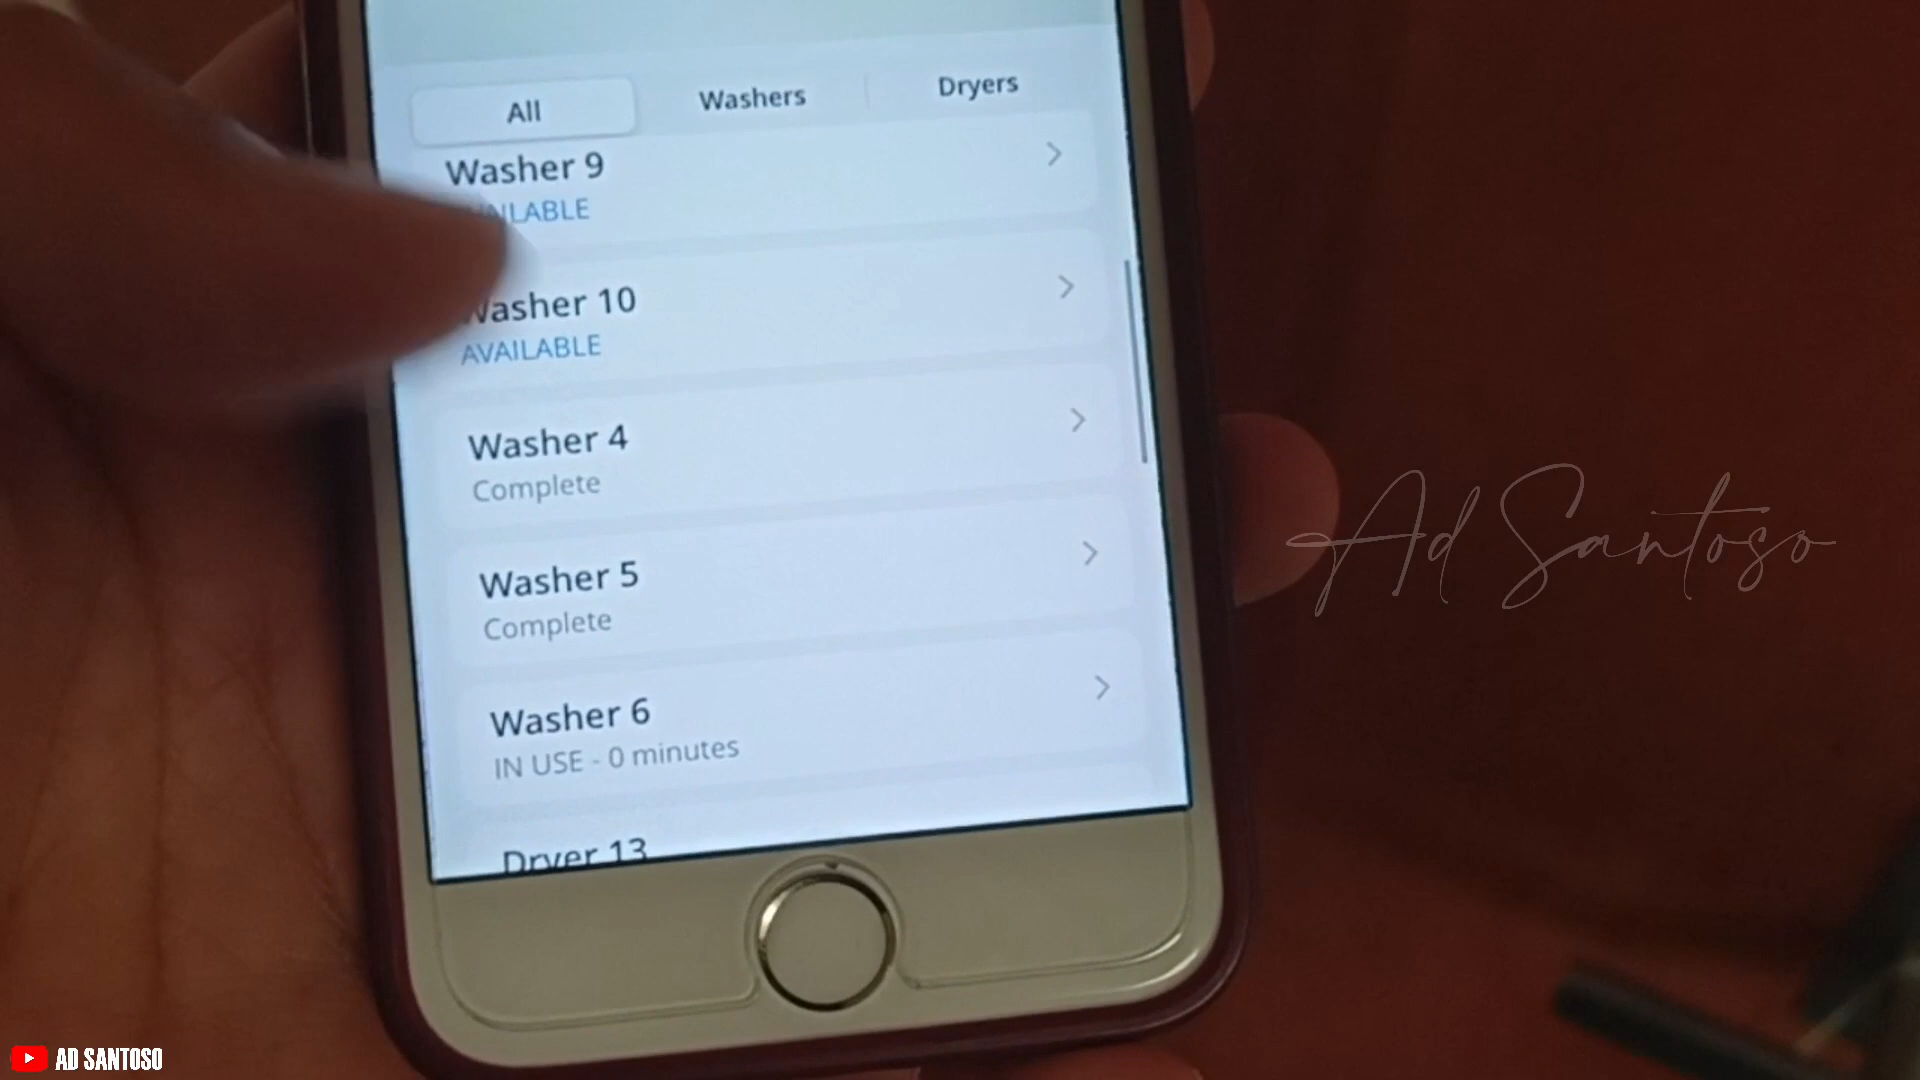 All
Washers
Dryers
Washer 9
AILABLE
Washer 10
AVAILABLE
Washer 4
Complete
Washer 5
Complete
Washer 6
IN USE - 0 minutes
Dryer 13
Ad Santoso
AD SANTOSO